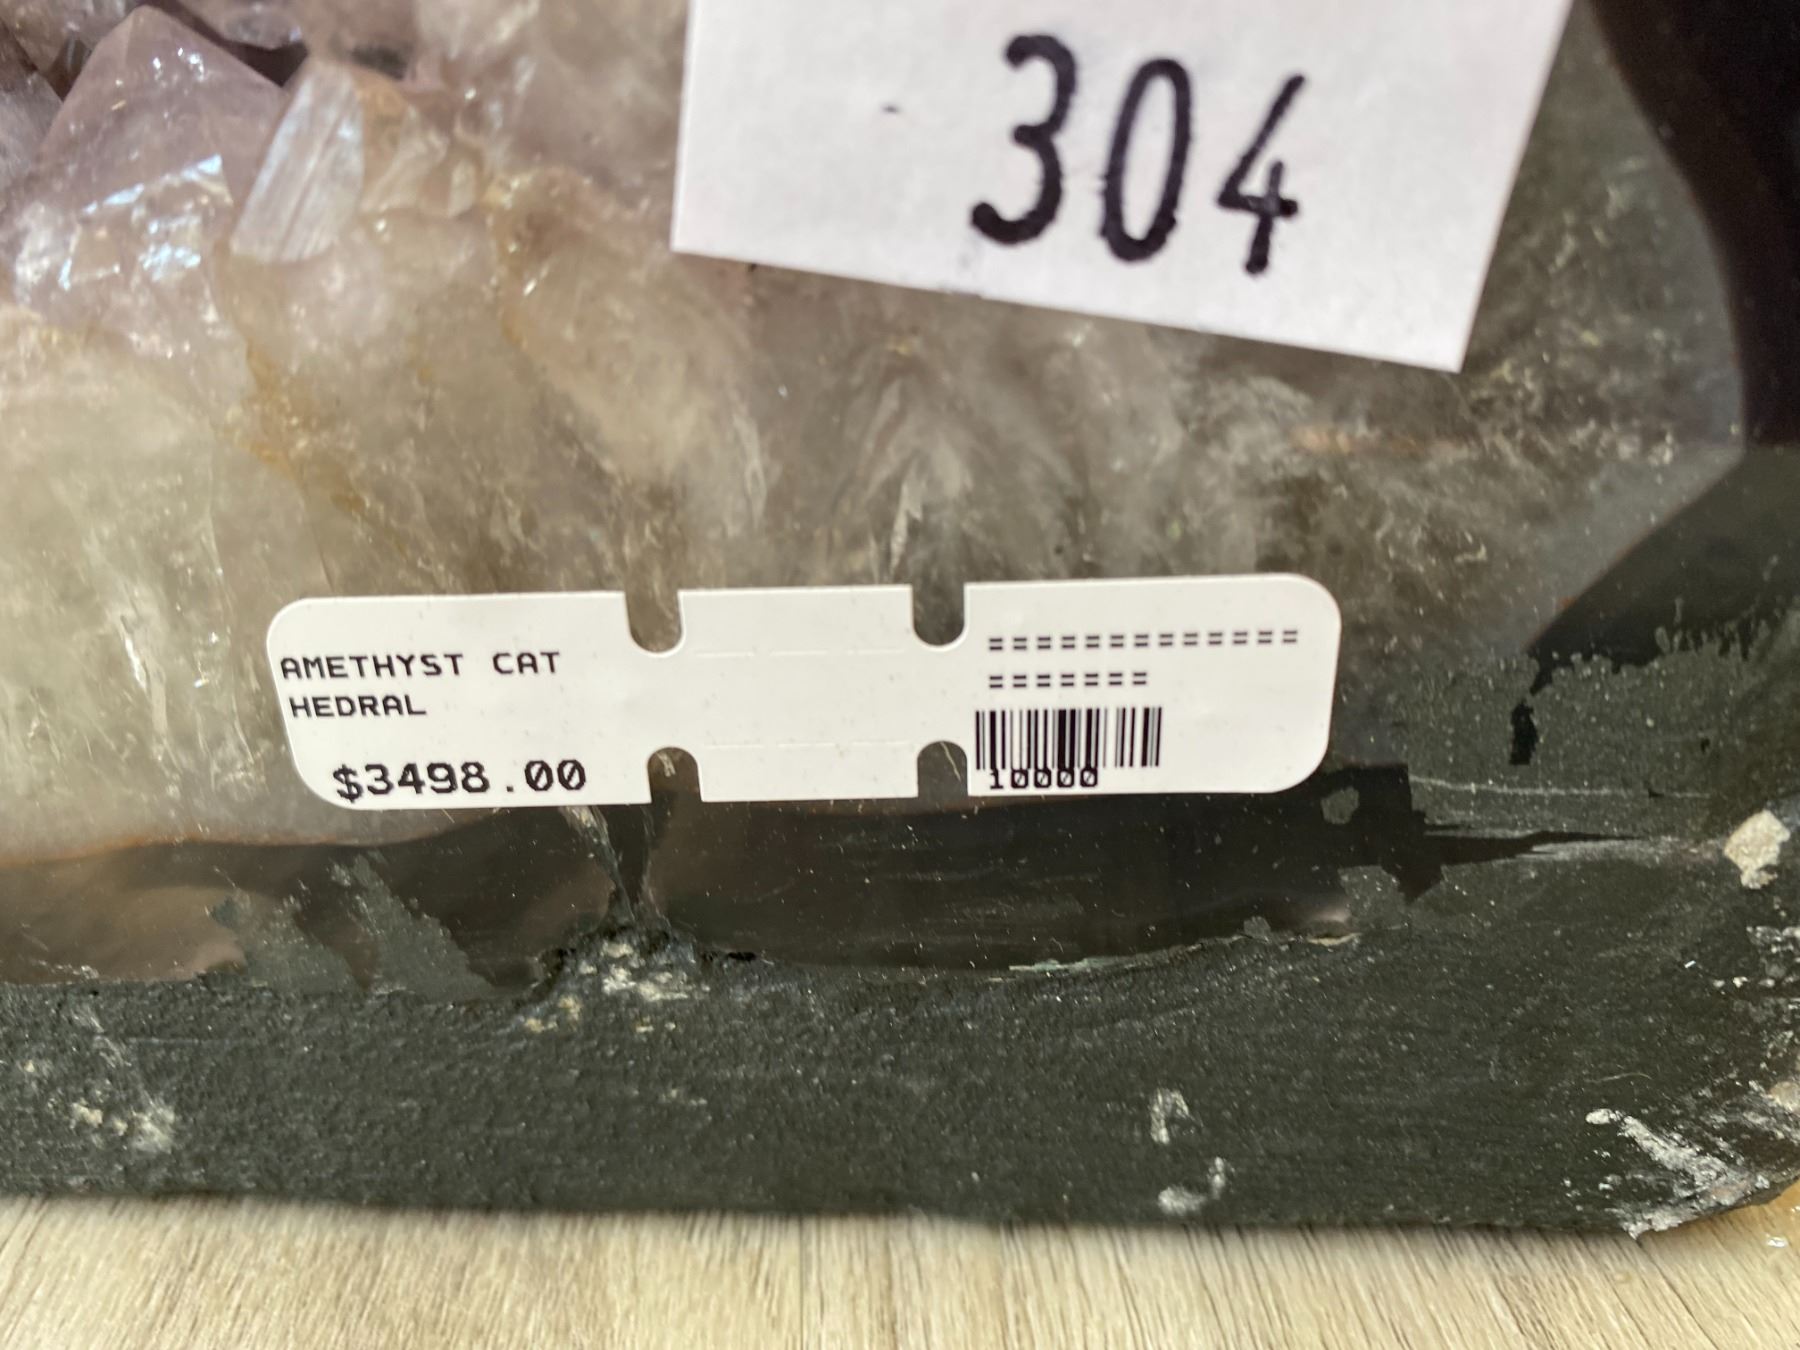 304
AMETHYST CAT
HEDRAL
$3498.00
=============
=======
10000